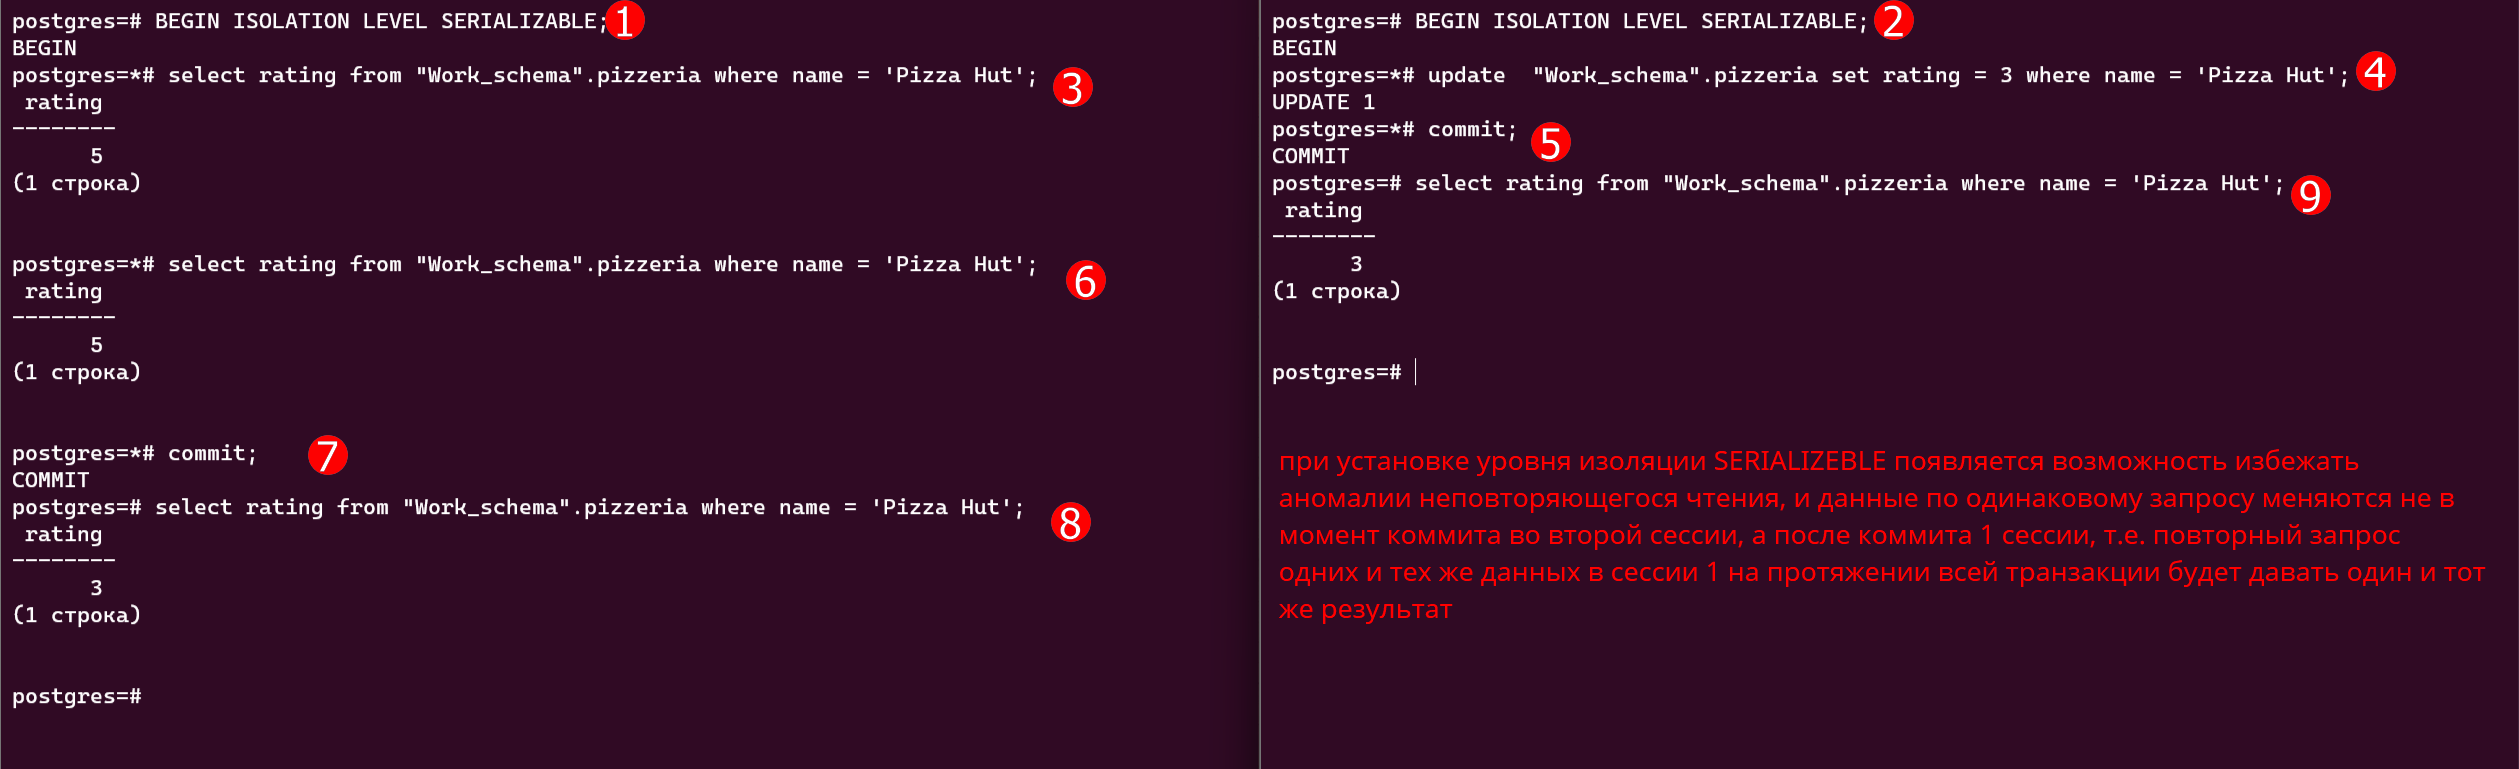 postgres=# BEGIN ISOLATION LEVEL SERIALIZABLE; 1
BEGIN
postgres=*# select rating from "Work_schema".pizzeria where name = 'Pizza Hut'; 3
 rating
--------
      5
(1 строка)
postgres=*# select rating from "Work_schema".pizzeria where name = 'Pizza Hut'; 6
 rating
--------
      5
(1 строка)
postgres=*# commit; 7
COMMIT
postgres=# select rating from "Work_schema".pizzeria where name = 'Pizza Hut'; 8
 rating
--------
      3
(1 строка)
postgres=#
postgres=# BEGIN ISOLATION LEVEL SERIALIZABLE; 2
BEGIN
postgres=*# update  "Work_schema".pizzeria set rating = 3 where name = 'Pizza Hut'; 4
UPDATE 1
postgres=*# commit; 5
COMMIT
postgres=# select rating from "Work_schema".pizzeria where name = 'Pizza Hut'; 9
 rating
--------
      3
(1 строка)
postgres=#
при установке уровня изоляции SERIALIZEBLE появляется возможность избежать
аномалии неповторяющегося чтения, и данные по одинаковому запросу меняются не в
момент коммита во второй сессии, а после коммита 1 сессии, т.е. повторный запрос
одних и тех же данных в сессии 1 на протяжении всей транзакции будет давать один и тот
же результат